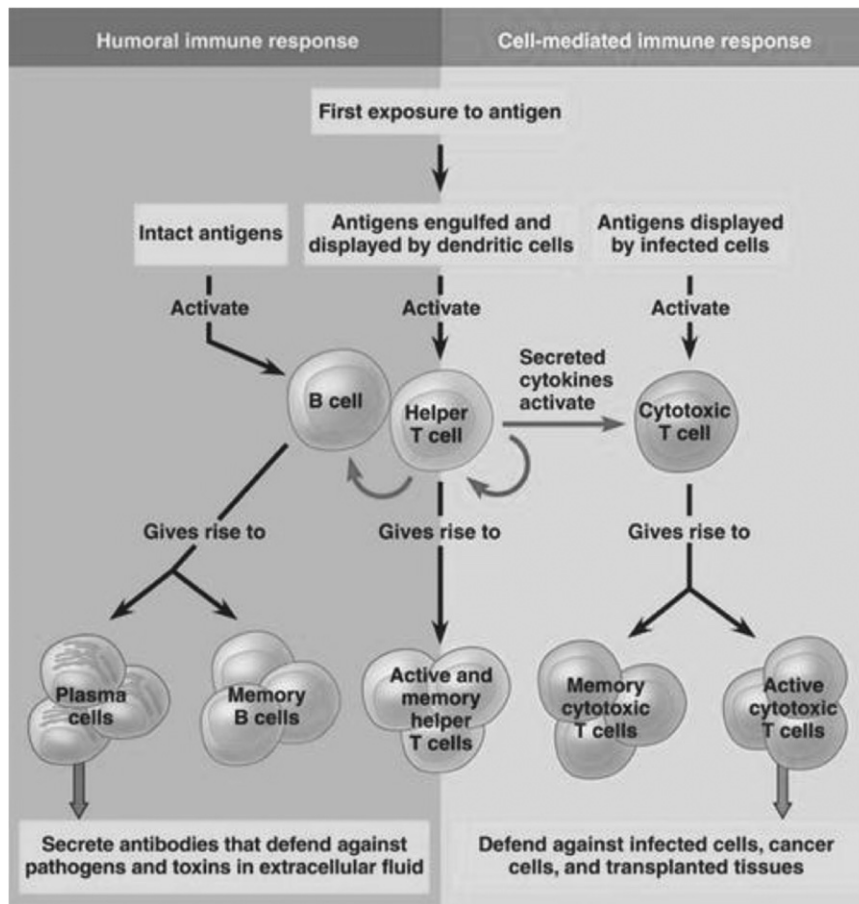 Humoral immune response
Cell-mediated immune response
First exposure to antigen
Intact antigens
Antigens engulfed and
displayed by dendritic cells
Antigens displayed
by infected cells
Activate
Activate
Activate
Secreted
cytokines
activate
B cell
Helper
T cell
Cytotoxic
T cell
Gives rise to
Gives rise to
Gives rise to
Plasma
cells
Memory
B cells
Active and
memory
helper
T cells
Memory
cytotoxic
T cells
Active
cytotoxic
T cells
Secrete antibodies that defend against
pathogens and toxins in extracellular fluid
Defend against infected cells, cancer
cells, and transplanted tissues